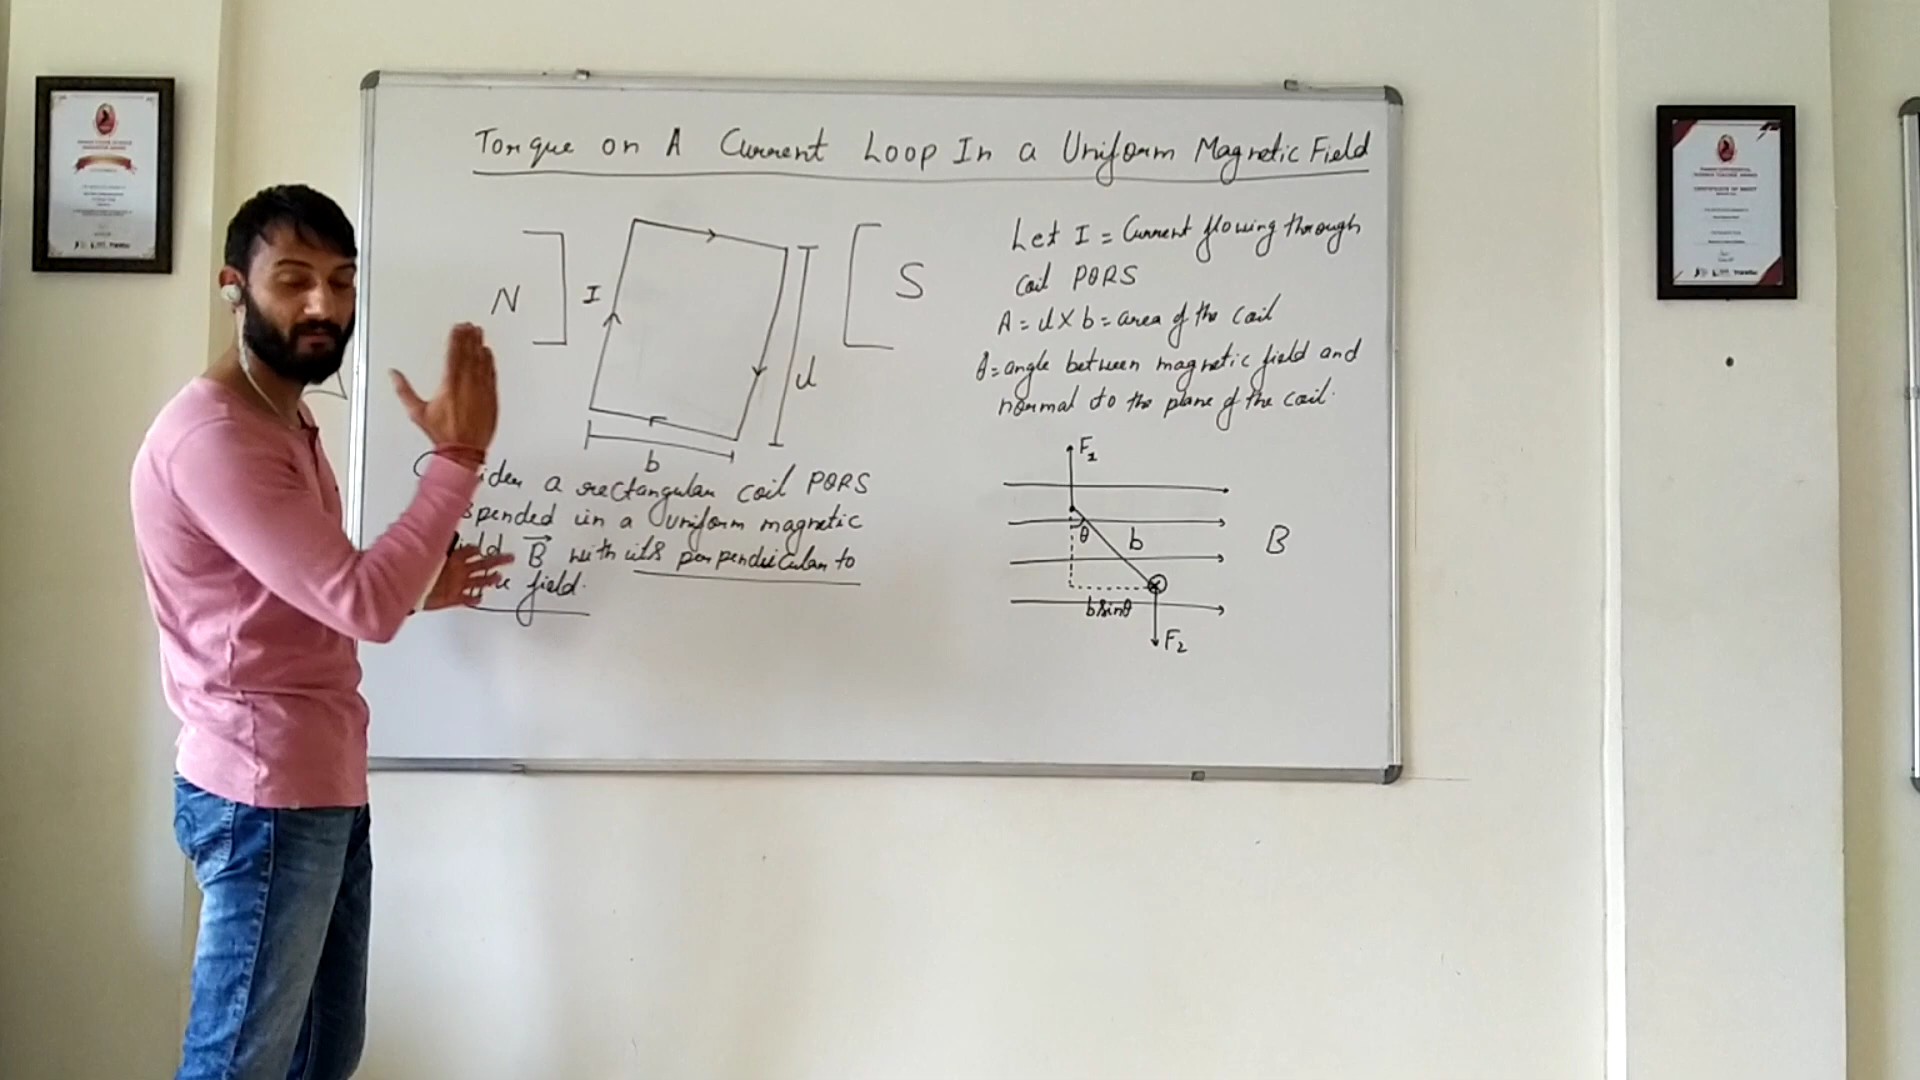 Torque on A Current Loop In a Uniform Magnetic Field
N
I
S
l
b
Let I = Current flowing through
coil PQRS
A = l X b = area of the coil
θ = angle between magnetic field and
normal to the plane of the coil.
a rectangular coil PQRS
in a Uniform magnetic
B with its perpendicular to
field.
F1
θ
b
B
bsinθ
F2